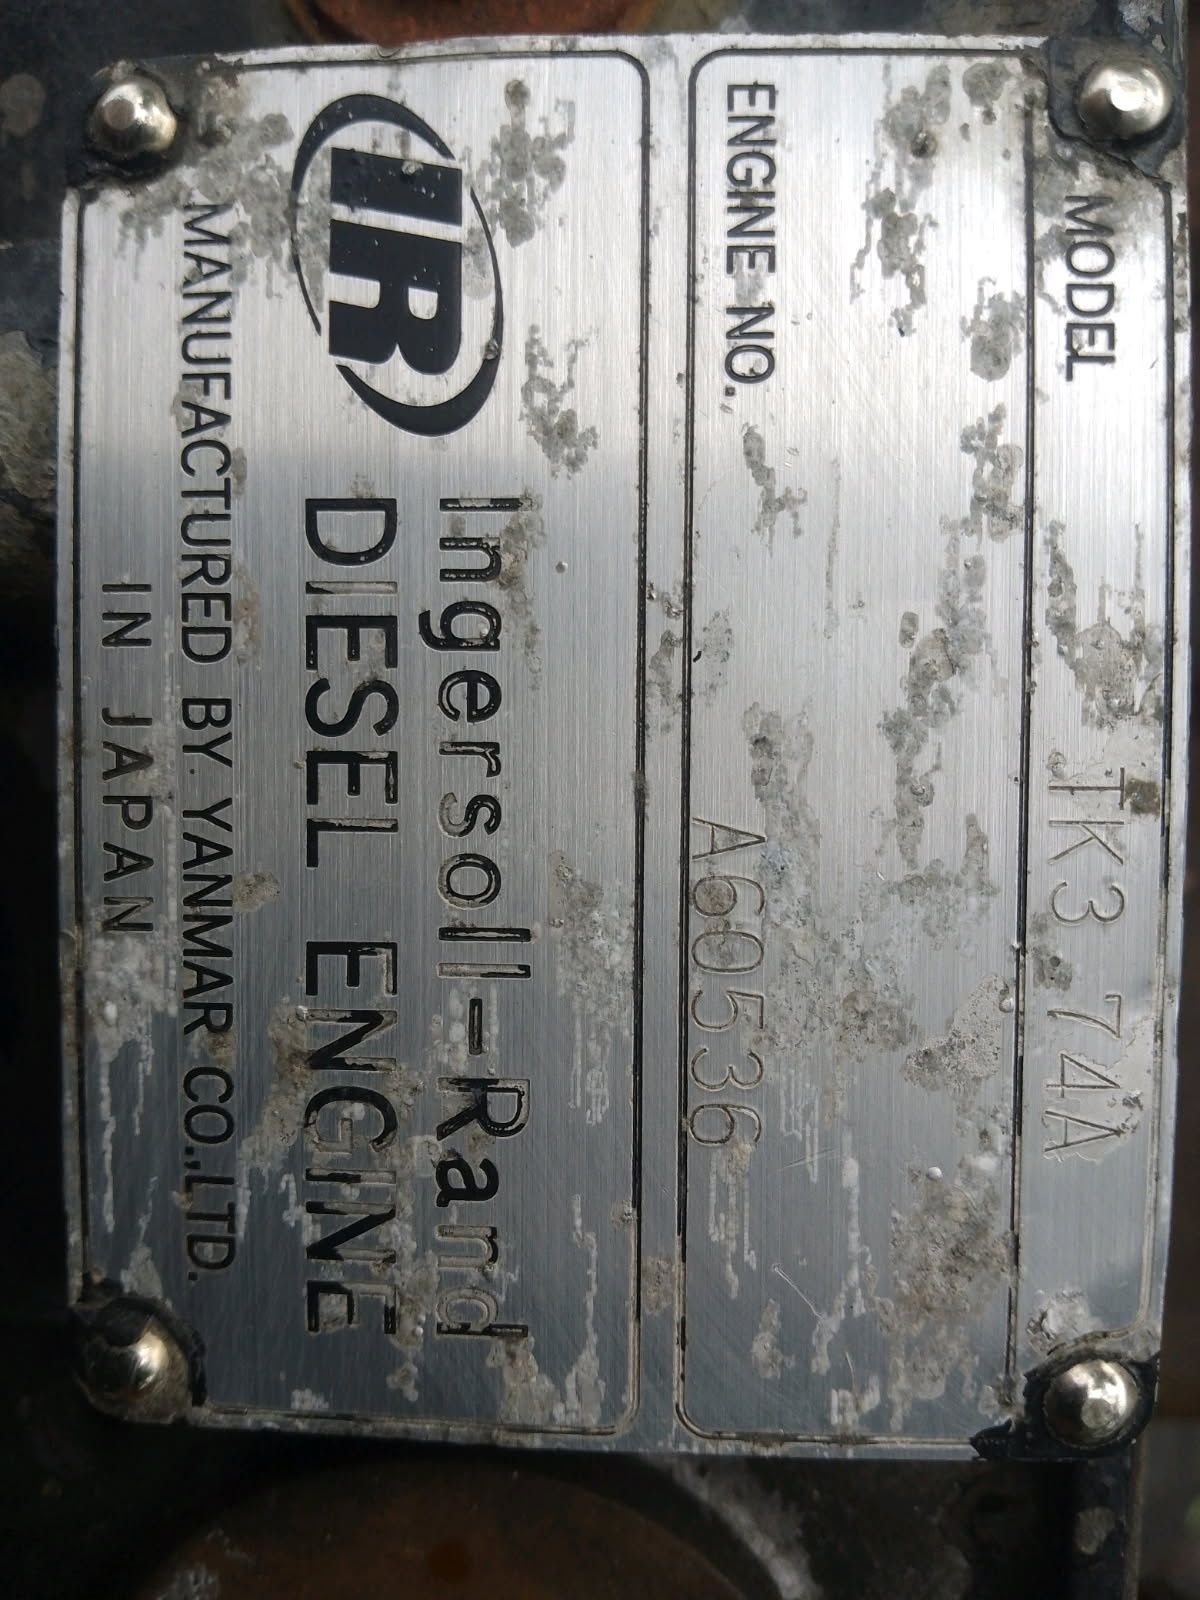 MODEL TK3.74A
ENGINE NO. A60536
IR
Ingersoll-Rand
DIESEL ENGINE
MANUFACTURED BY YANMAR CO.,LTD.
IN JAPAN